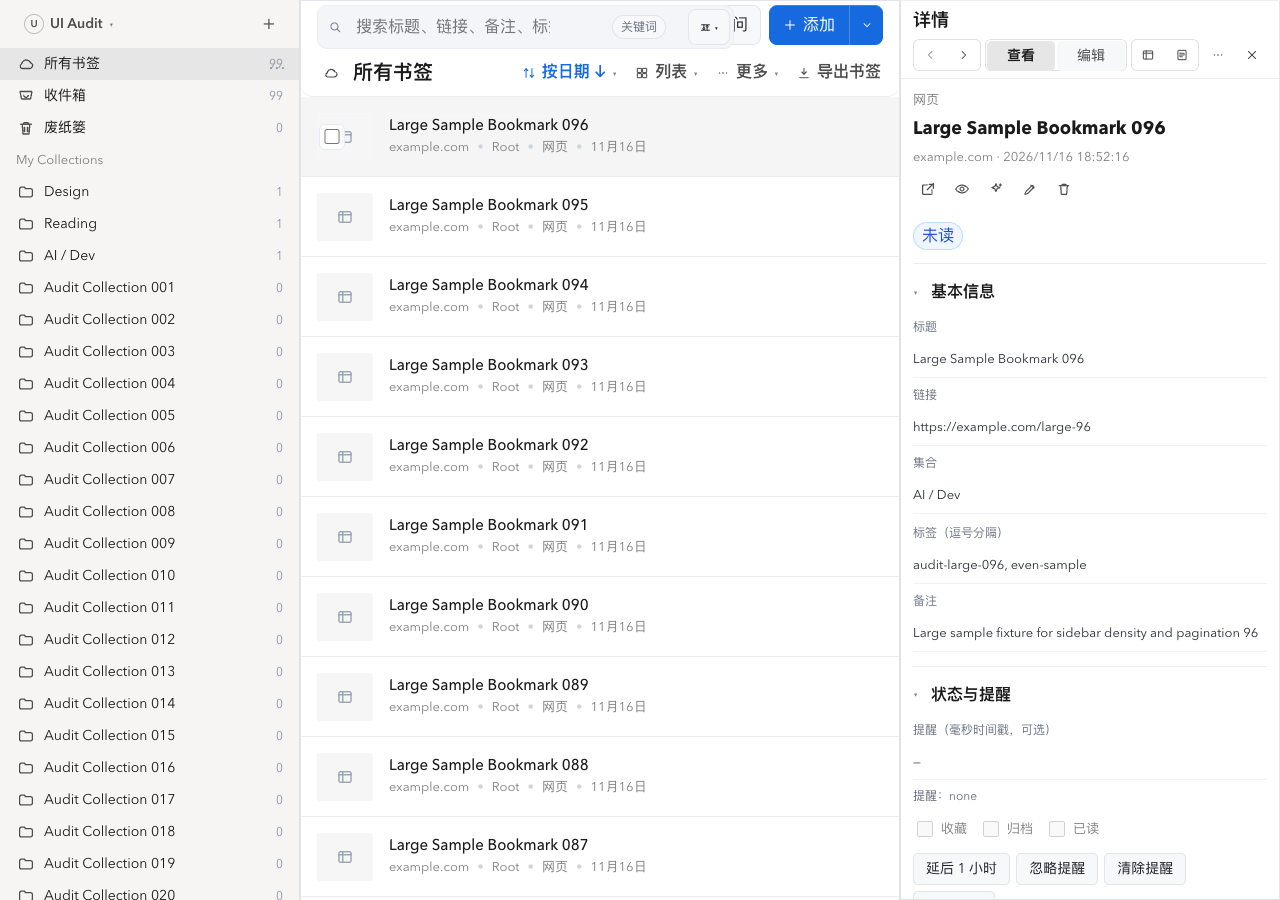 U UI Audit
所有书签 99
收件箱 99
废纸篓 0
My Collections
Design 1
Reading 1
AI / Dev 1
Audit Collection 001 0
Audit Collection 002 0
Audit Collection 003 0
Audit Collection 004 0
Audit Collection 005 0
Audit Collection 006 0
Audit Collection 007 0
Audit Collection 008 0
Audit Collection 009 0
Audit Collection 010 0
Audit Collection 011 0
Audit Collection 012 0
Audit Collection 013 0
Audit Collection 014 0
Audit Collection 015 0
Audit Collection 016 0
Audit Collection 017 0
Audit Collection 018 0
Audit Collection 019 0
Audit Collection 020 0
搜索标题、链接、备注、标 关键词 问 添加
所有书签 按日期 列表 更多 导出书签
Large Sample Bookmark 096
example.com Root 网页 11月16日
Large Sample Bookmark 095
example.com Root 网页 11月16日
Large Sample Bookmark 094
example.com Root 网页 11月16日
Large Sample Bookmark 093
example.com Root 网页 11月16日
Large Sample Bookmark 092
example.com Root 网页 11月16日
Large Sample Bookmark 091
example.com Root 网页 11月16日
Large Sample Bookmark 090
example.com Root 网页 11月16日
Large Sample Bookmark 089
example.com Root 网页 11月16日
Large Sample Bookmark 088
example.com Root 网页 11月16日
Large Sample Bookmark 087
example.com Root 网页 11月16日
详情
查看 编辑
网页
Large Sample Bookmark 096
example.com · 2026/11/16 18:52:16
未读
基本信息
标题
Large Sample Bookmark 096
链接
https://example.com/large-96
集合
AI / Dev
标签（逗号分隔）
audit-large-096, even-sample
备注
Large sample fixture for sidebar density and pagination 96
状态与提醒
提醒（毫秒时间戳，可选）
—
提醒：none
收藏 归档 已读
延后 1 小时 忽略提醒 清除提醒